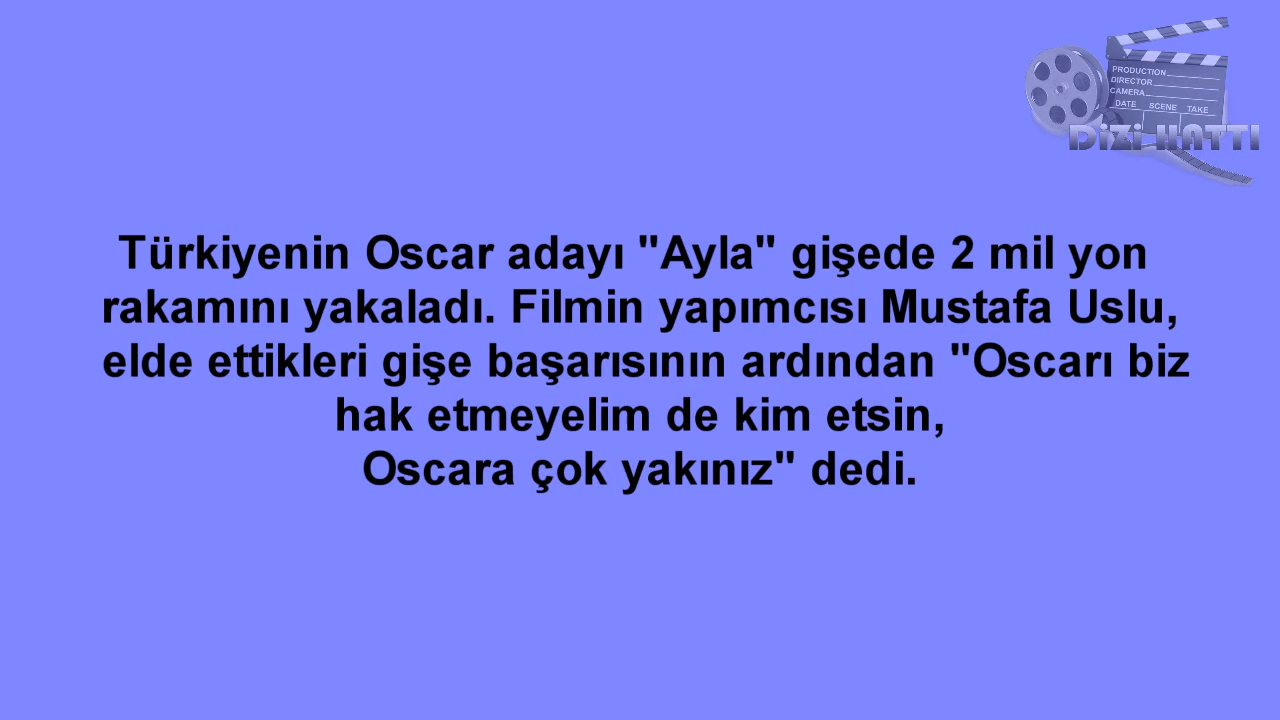 PRODUCTION
DIRECTOR
CAMERA
DATE SCENE TAKE
DiZi HATTI
Türkiyenin Oscar adayı "Ayla" gişede 2 mil yon
rakamını yakaladı. Filmin yapımcısı Mustafa Uslu,
elde ettikleri gişe başarısının ardından "Oscarı biz
hak etmeyelim de kim etsin,
Oscara çok yakınız" dedi.